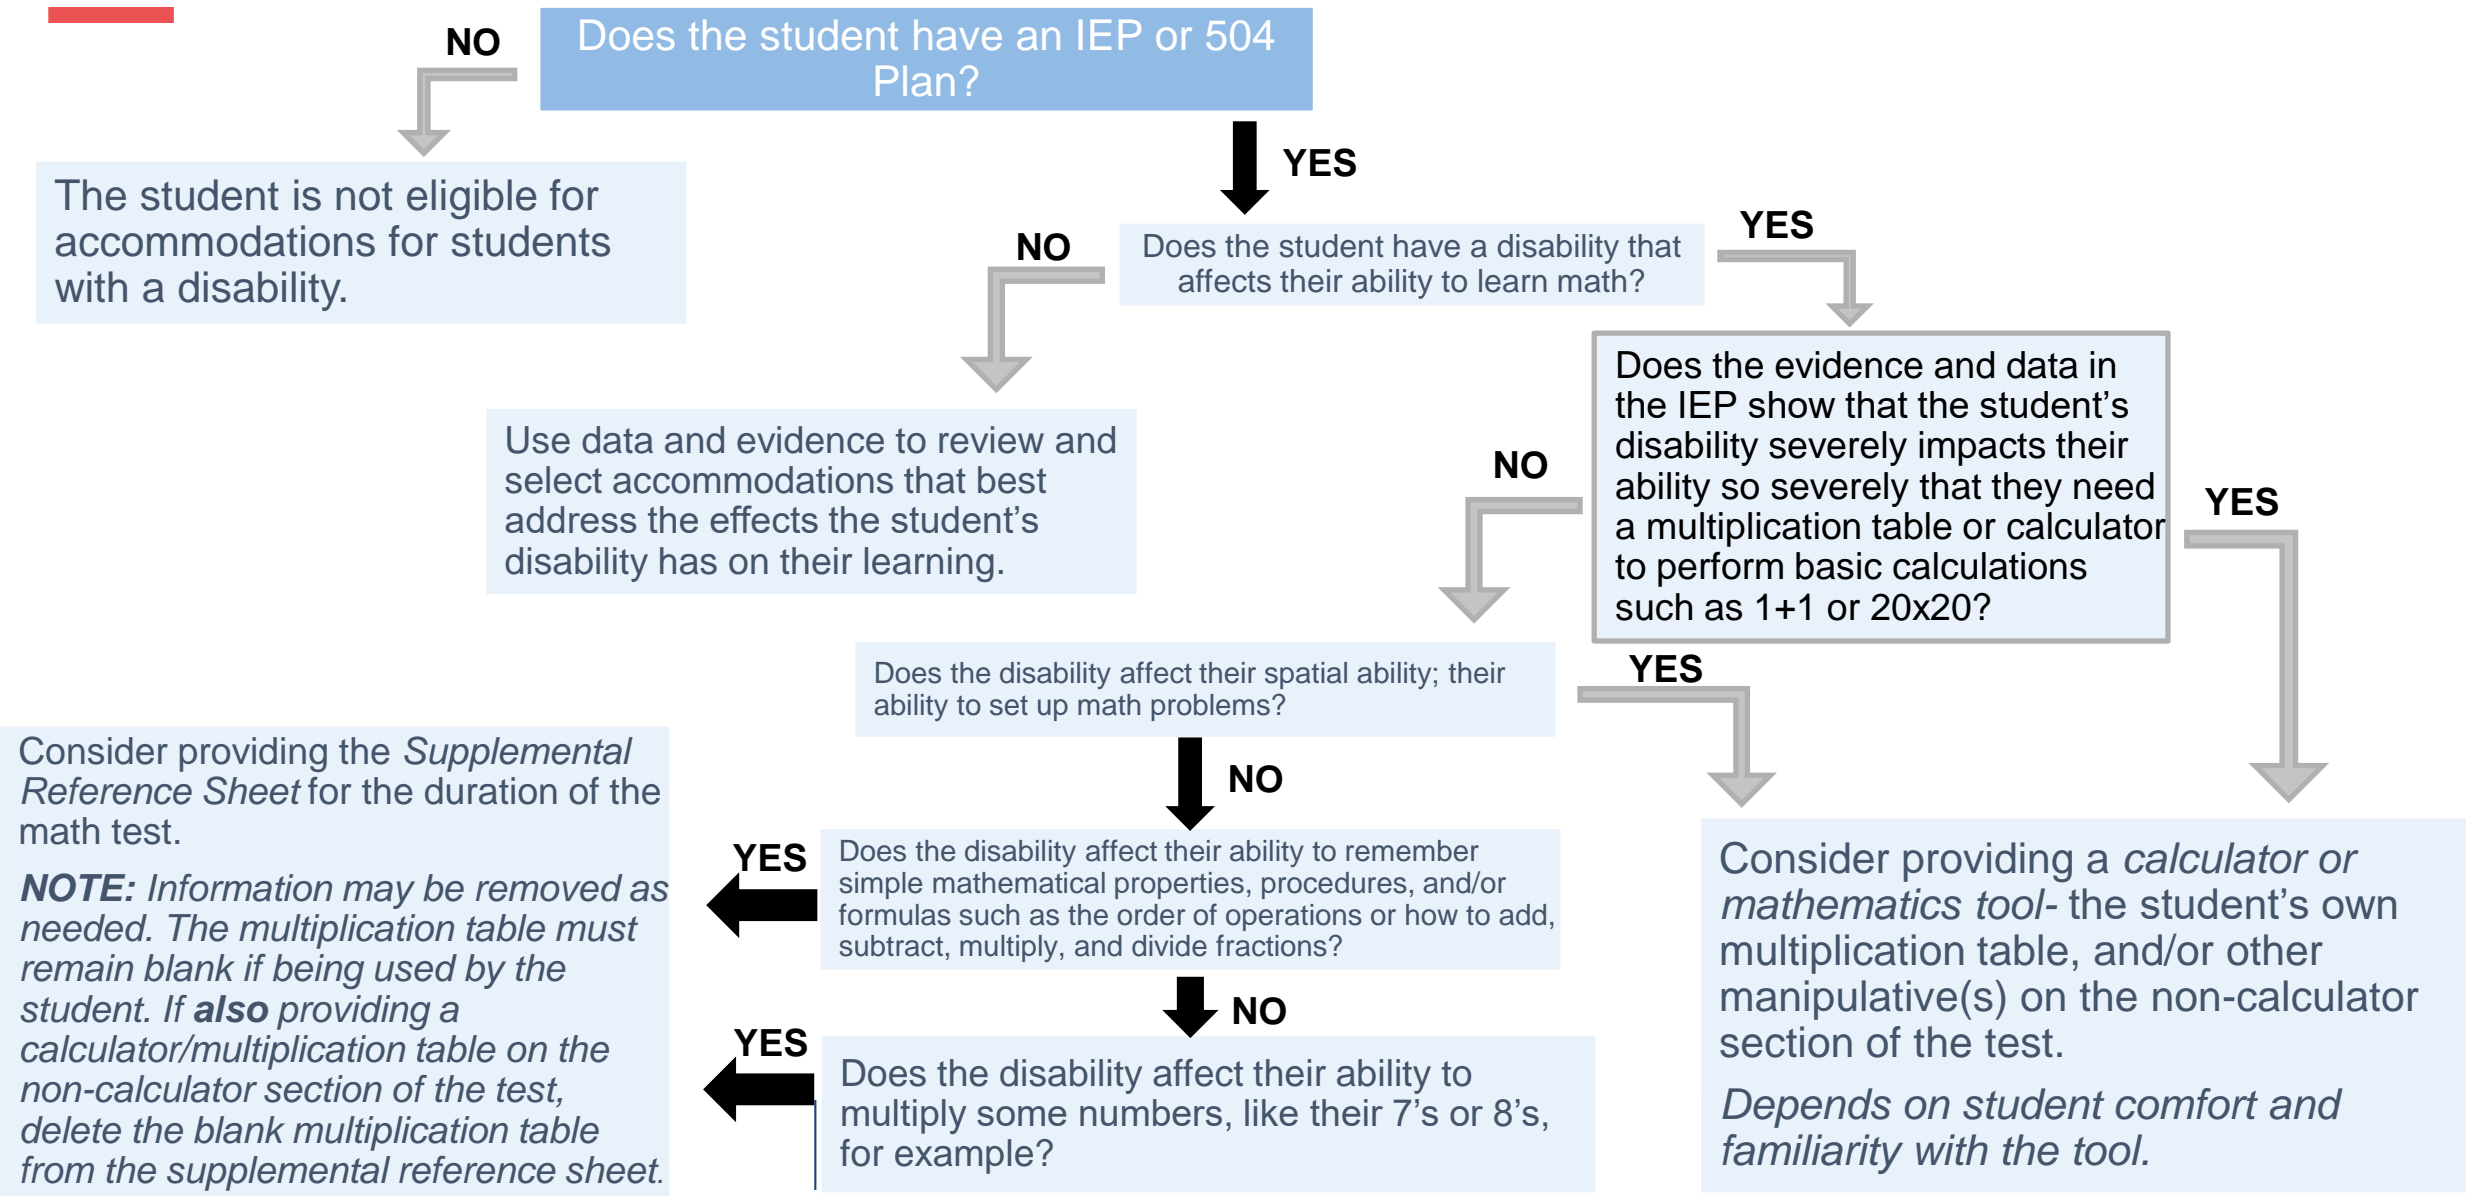 Does the student have an IEP or 504
Plan?
NO
YES
The student is not eligible for
accommodations for students
with a disability.
Does the student have a disability that
affects their ability to learn math?
NO
YES
Use data and evidence to review and
select accommodations that best
address the effects the student's
disability has on their learning.
Does the evidence and data in
the IEP show that the student's
disability severely impacts their
ability so severely that they need
a multiplication table or calculator
to perform basic calculations
such as 1+1 or 20x20?
NO
YES
Does the disability affect their spatial ability; their
ability to set up math problems?
YES
NO
Consider providing the Supplemental
Reference Sheet for the duration of the
math test.
NOTE: Information may be removed as
needed. The multiplication table must
remain blank if being used by the
student. If also providing a
calculator/multiplication table on the
non-calculator section of the test,
delete the blank multiplication table
from the supplemental reference sheet.
YES
Does the disability affect their ability to remember
simple mathematical properties, procedures, and/or
formulas such as the order of operations or how to add,
subtract, multiply, and divide fractions?
NO
YES
Does the disability affect their ability to
multiply some numbers, like their 7's or 8's,
for example?
Consider providing a calculator or
mathematics tool- the student's own
multiplication table, and/or other
manipulative(s) on the non-calculator
section of the test.
Depends on student comfort and
familiarity with the tool.